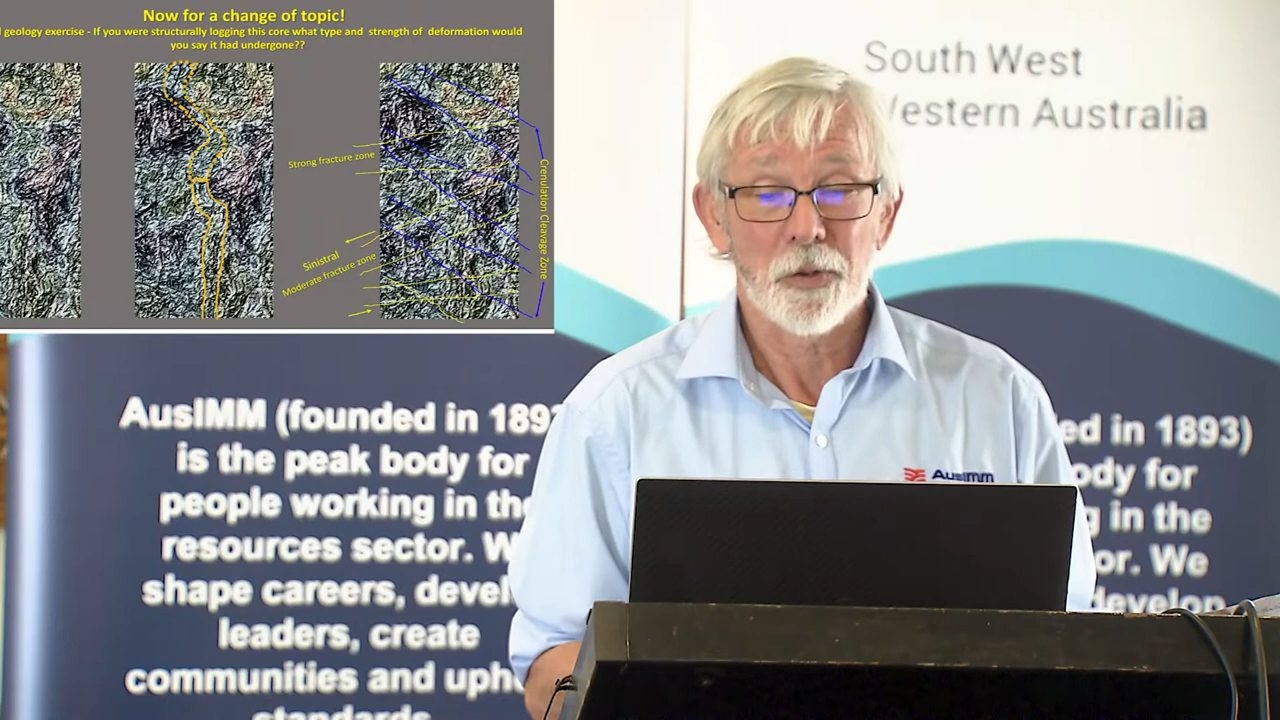 Now for a change of topic!
geology exercise - If you were structurally logging this core what type and strength of deformation would
you say it had undergone??
Strong fracture zone
Sinistral
Moderate fracture zone
Crenulation Cleavage Zone
South West
Western Australia
AusIMM (founded in 1893
is the peak body for
people working in the
resources sector. W
shape careers, devel
leaders, create
communities and upho
standards
ed in 1893)
ody for
g in the
or. We
develop
AusIMM